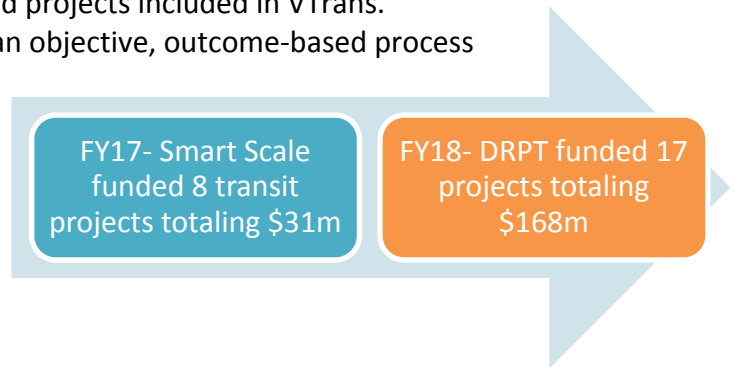 d projects included in VTrans.
an objective, outcome-based process
FY17- Smart Scale
funded 8 transit
projects totaling $31m
FY18- DRPT funded 17
projects totaling
$168m